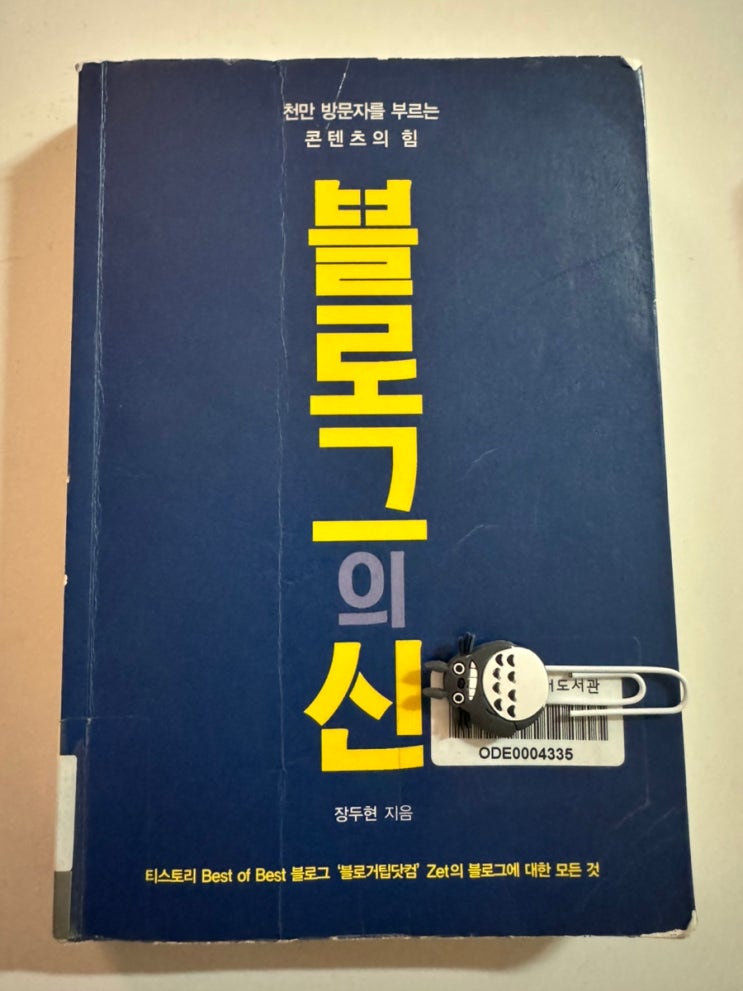 천만 방문자를 부르는
콘텐츠의 힘
블로그의 신
도서관
ODE0004335
장두현 지음
티스토리 Best of Best 블로그 '블로거팁닷컴' Zet의 블로그에 대한 모든 것